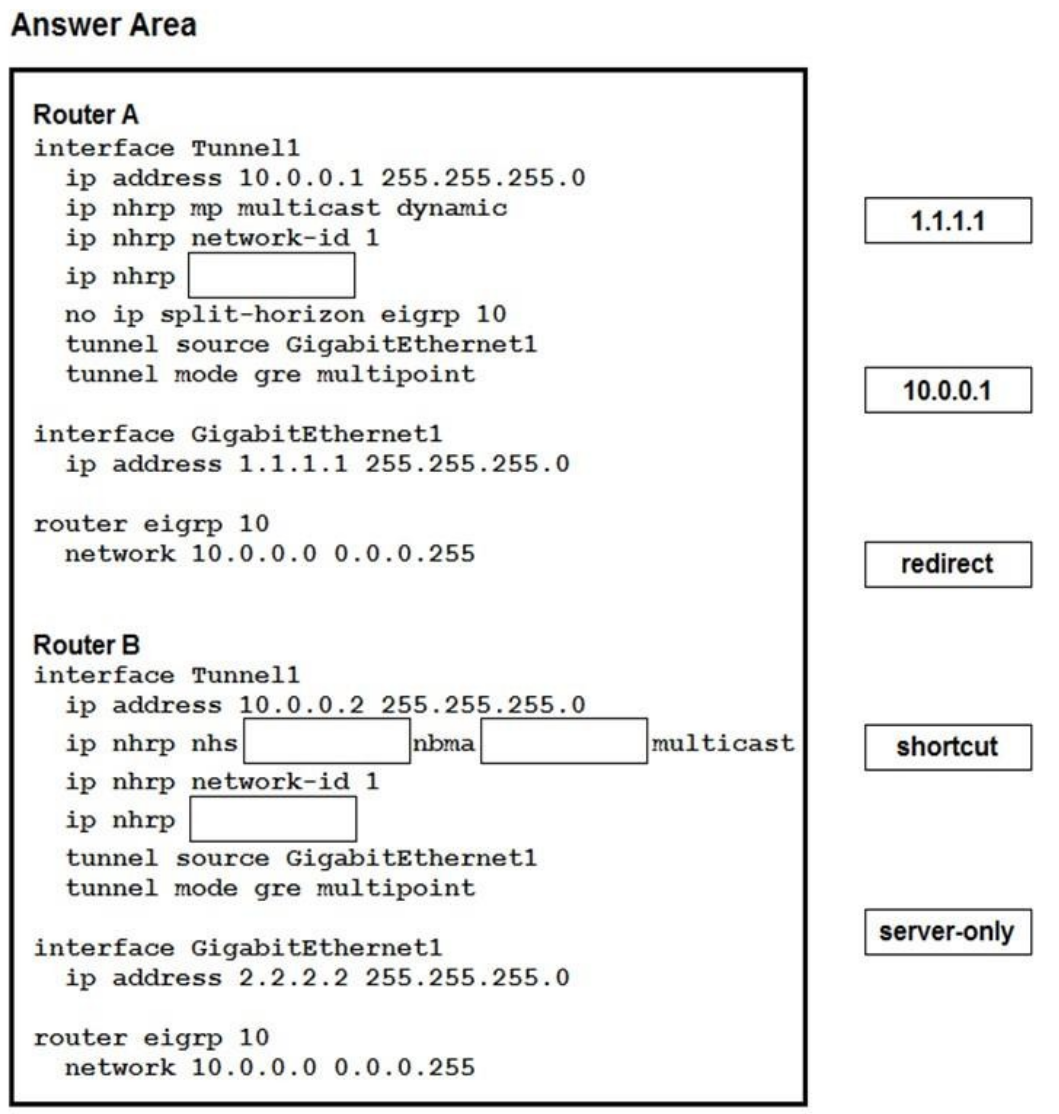 Answer Area
Router A
interface Tunnel1
ip address 10.0.0.1 255.255.255.0
ip nhrp mp multicast dynamic
ip nhrp network-id 1
ip nhrp
no ip split-horizon eigrp 10
tunnel source GigabitEthernet1
tunnel mode gre multipoint
interface GigabitEthernet1
ip address 1.1.1.1 255.255.255.0
router eigrp 10
network 10.0.0.0 0.0.0.255
Router B
interface Tunnel1
ip address 10.0.0.2 255.255.255.0
ip nhrp nhs nbma multicast
ip nhrp network-id 1
ip nhrp
tunnel source GigabitEthernet1
tunnel mode gre multipoint
interface GigabitEthernet1
ip address 2.2.2.2 255.255.255.0
router eigrp 10
network 10.0.0.0 0.0.0.255
1.1.1.1
10.0.0.1
redirect
shortcut
server-only